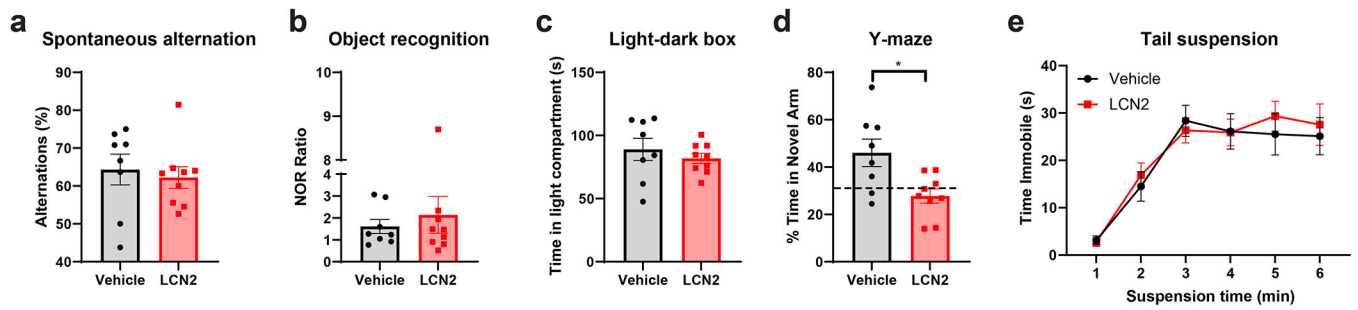 a
Spontaneous alternation
Alternations (%)
90
80
70
60
50
40
Vehicle
LCN2
b
Object recognition
NOR Ratio
10
8
4
3
2
1
0
Vehicle
LCN2
c
Light-dark box
Time in light compartment (s)
150
100
50
0
Vehicle
LCN2
d
Y-maze
% Time in Novel Arm
80
60
40
20
0
*
Vehicle
LCN2
e
Tail suspension
Time Immobile (s)
40
30
20
10
0
Vehicle
LCN2
1 2 3 4 5 6
Suspension time (min)